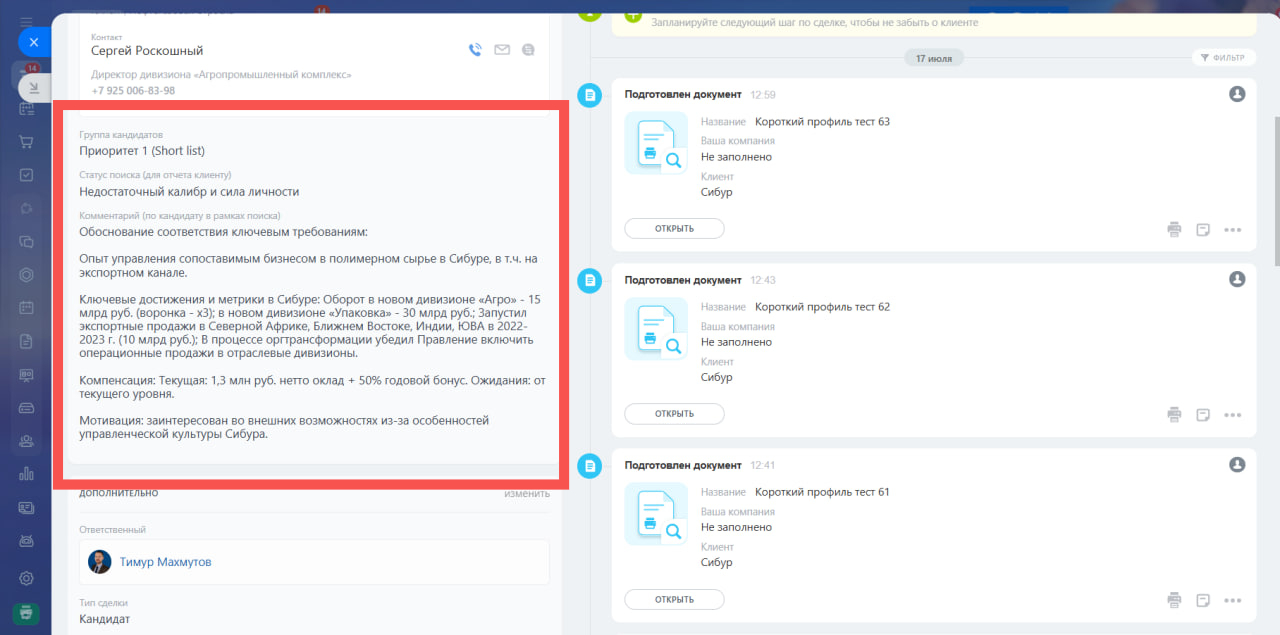 14
Контакт
Сергей Роскошный
Директор дивизиона «Агропромышленный комплекс»
+7 925 006-83-98
14
Группа кандидатов
Приоритет 1 (Short list)
Статус поиска (для отчета клиенту)
Недостаточный калибр и сила личности
Комментарий (по кандидату в рамках поиска)
Обоснование соответствия ключевым требованиям:
Опыт управления сопоставимым бизнесом в полимерном сырье в Сибуре, в т.ч. на
экспортном канале.
Ключевые достижения и метрики в Сибуре: Оборот в новом дивизионе «Агро» - 15
млрд руб. (воронка - x3); в новом дивизионе «Упаковка» - 30 млрд руб.; Запустил
экспортные продажи в Северной Африке, Ближнем Востоке, Индии, ЮВА в 2022-
2023 г. (10 млрд руб.); В процессе оргтрансформации убедил Правление включить
операционные продажи в отраслевые дивизионы.
Компенсация: Текущая: 1,3 млн руб. нетто оклад + 50% годовой бонус. Ожидания: от
текущего уровня.
Мотивация: заинтересован во внешних возможностях из-за особенностей
управленческой культуры Сибура.
дополнительно
изменить
Ответственный
Тимур Махмутов
Тип сделки
Кандидат
Запланируйте следующий шаг по сделке, чтобы не забыть о клиенте
17 июля
ФИЛЬТР
Подготовлен документ 12:59
Название Короткий профиль тест 63
Ваша компания
Не заполнено
Клиент
Сибур
ОТКРЫТЬ
Подготовлен документ 12:43
Название Короткий профиль тест 62
Ваша компания
Не заполнено
Клиент
Сибур
ОТКРЫТЬ
Подготовлен документ 12:41
Название Короткий профиль тест 61
Ваша компания
Не заполнено
Клиент
Сибур
ОТКРЫТЬ